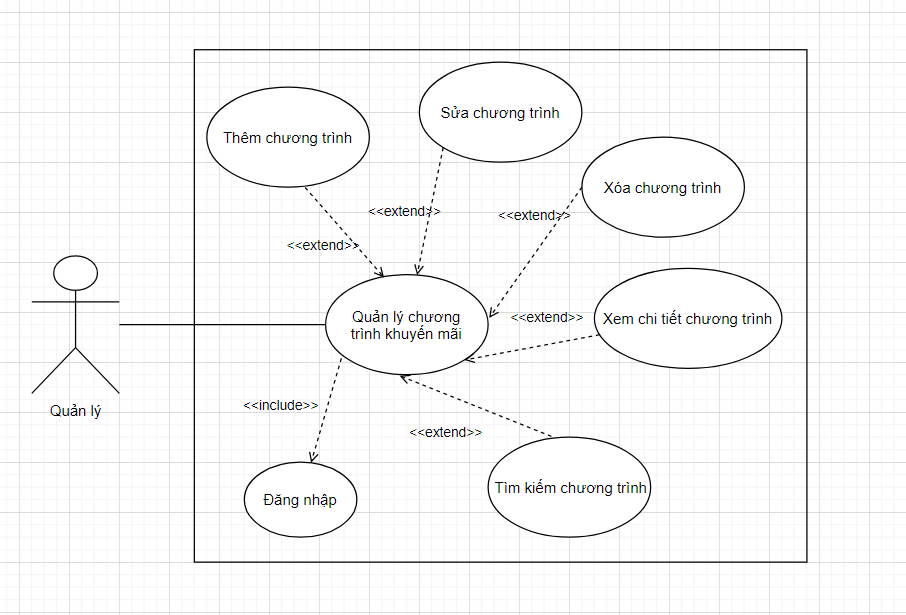 Sửa chương trình
Thêm chương trình
Xóa chương trình
<<extend>>
<<extend>>
<<extend>>
Quản lý chương
trình khuyến mãi
<<extend>>
Xem chi tiết chương trình
Quản lý
<<include>>
<<extend>>
Đăng nhập
Tìm kiếm chương trình